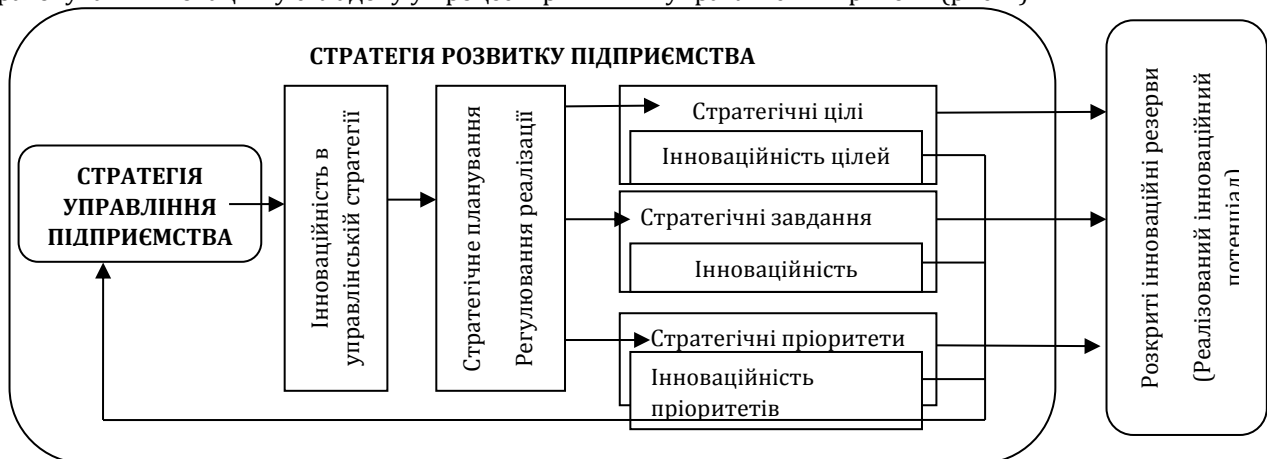 СТРАТЕГІЯ РОЗВИТКУ ПІДПРИЄМСТВА
СТРАТЕГІЯ
УПРАВЛІННЯ
ПІДПРИЄМСТВА
Інноваційність в
управлінській стратегії
Стратегічне планування
Регулювання реалізації
Стратегічні цілі
Інноваційність цілей
Стратегічні завдання
Інноваційність
Стратегічні пріоритети
Інноваційність
пріоритетів
Розкриті інноваційні резерви
(Реалізований інноваційний
потенціал)